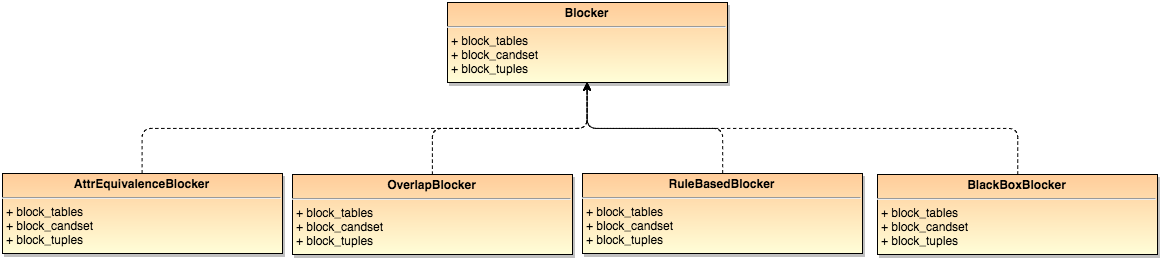 Blocker
+ block_tables
+ block_candset
+ block_tuples
AttrEquivalenceBlocker
+ block_tables
+ block_candset
+ block_tuples
OverlapBlocker
+ block_tables
+ block_candset
+ block_tuples
RuleBasedBlocker
+ block_tables
+ block_candset
+ block_tuples
BlackBoxBlocker
+ block_tables
+ block_candset
+ block_tuples